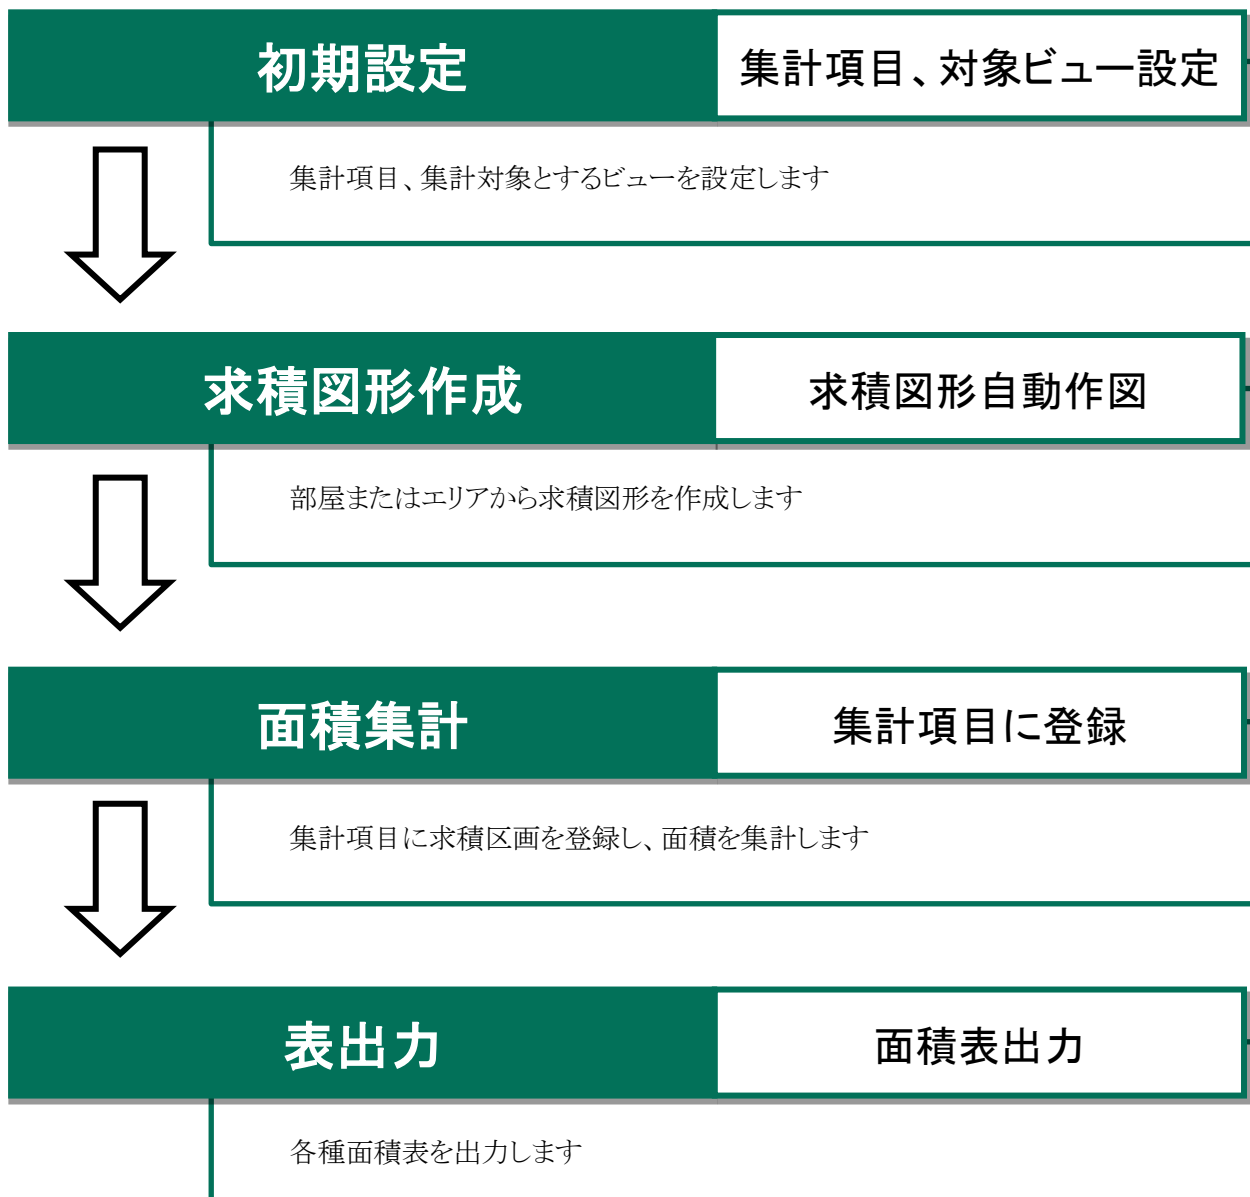 初期設定
集計項目、対象ビュー設定
集計項目、集計対象とするビューを設定します
求積図形作成
求積図形自動作図
部屋またはエリアから求積図形を作成します
面積集計
集計項目に登録
集計項目に求積区画を登録し、面積を集計します
表出力
面積表出力
各種面積表を出力します